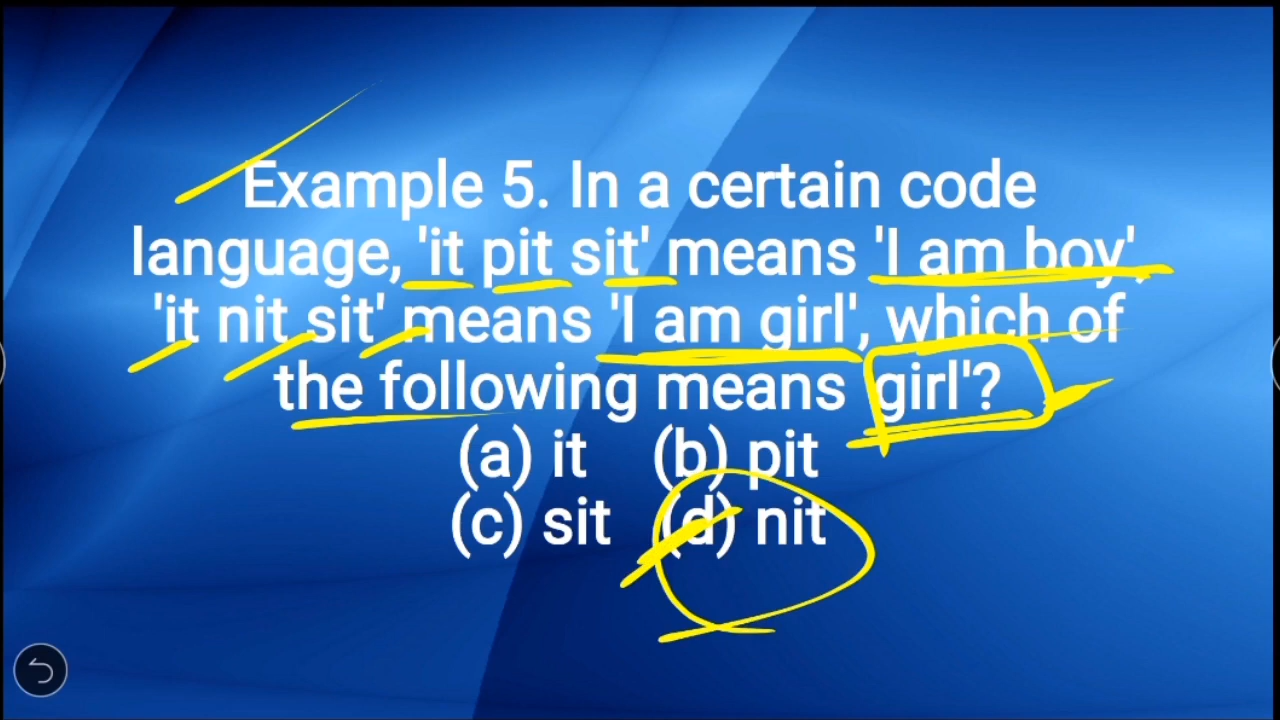 Example 5. In a certain code
language, 'it pit sit' means 'I am boy',
'it nit sit' means 'I am girl', which of
the following means 'girl'?
(a) it (b) pit
(c) sit (d) nit